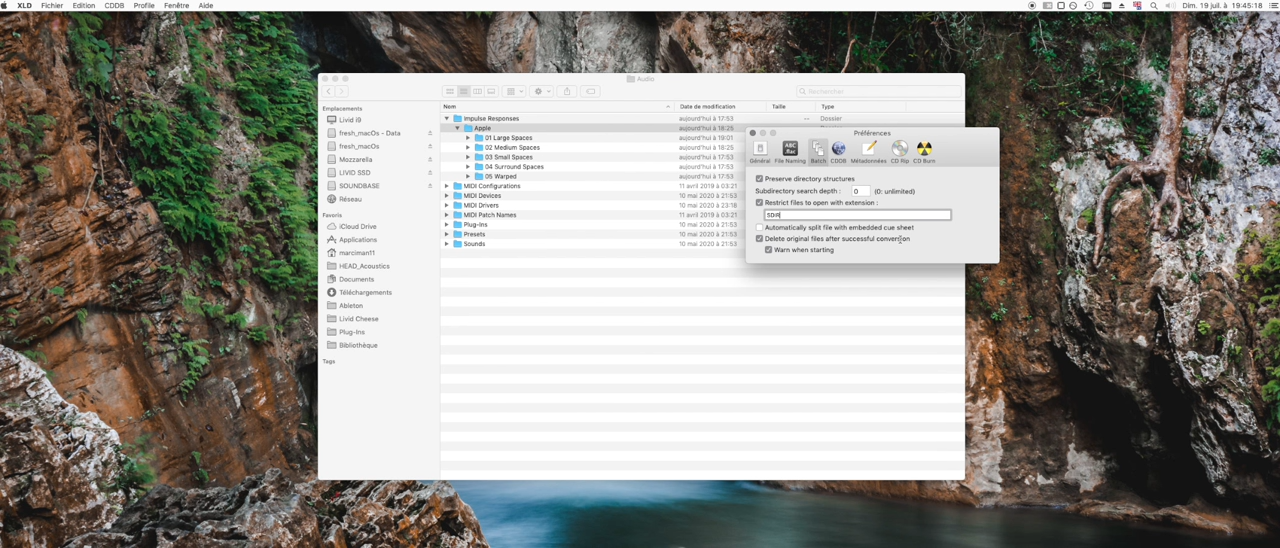 XLD Fichier Edition CDDB Profile Fenêtre Aide Dim. 19 juil. à 19:45:18
Audio
Rechercher
Emplacements
Livid i9
fresh_macOs - Data
fresh_macOs
Mozzarella
LIVID SSD
SOUNDBASE
Réseau
Favoris
iCloud Drive
Applications
marciman11
HEAD_Acoustics
Documents
Téléchargements
Ableton
Livid Cheese
Plug-Ins
Bibliothèque
Tags
Nom Date de modification Taille Type
Impulse Responses aujourd'hui à 17:53 -- Dossier
Apple aujourd'hui à 18:25
01 Large Spaces aujourd'hui à 19:01
02 Medium Spaces aujourd'hui à 18:25
03 Small Spaces aujourd'hui à 17:53
04 Surround Spaces aujourd'hui à 17:53
05 Warped aujourd'hui à 17:53
MIDI Configurations 11 avril 2019 à 03:21
MIDI Devices 10 mai 2020 à 21:53
MIDI Drivers 10 mai 2020 à 23:18
MIDI Patch Names 11 avril 2019 à 03:21
Plug-Ins 10 mai 2020 à 21:53
Presets 10 mai 2020 à 21:53
Sounds 10 mai 2020 à 21:53
Préférences
ABC
.flac
Général File Naming Batch CDDB Métadonnées CD Rip CD Burn
Preserve directory structures
Subdirectory search depth : 0 (0: unlimited)
Restrict files to open with extension :
SDIR
Automatically split file with embedded cue sheet
Delete original files after successful conversion
Warn when starting